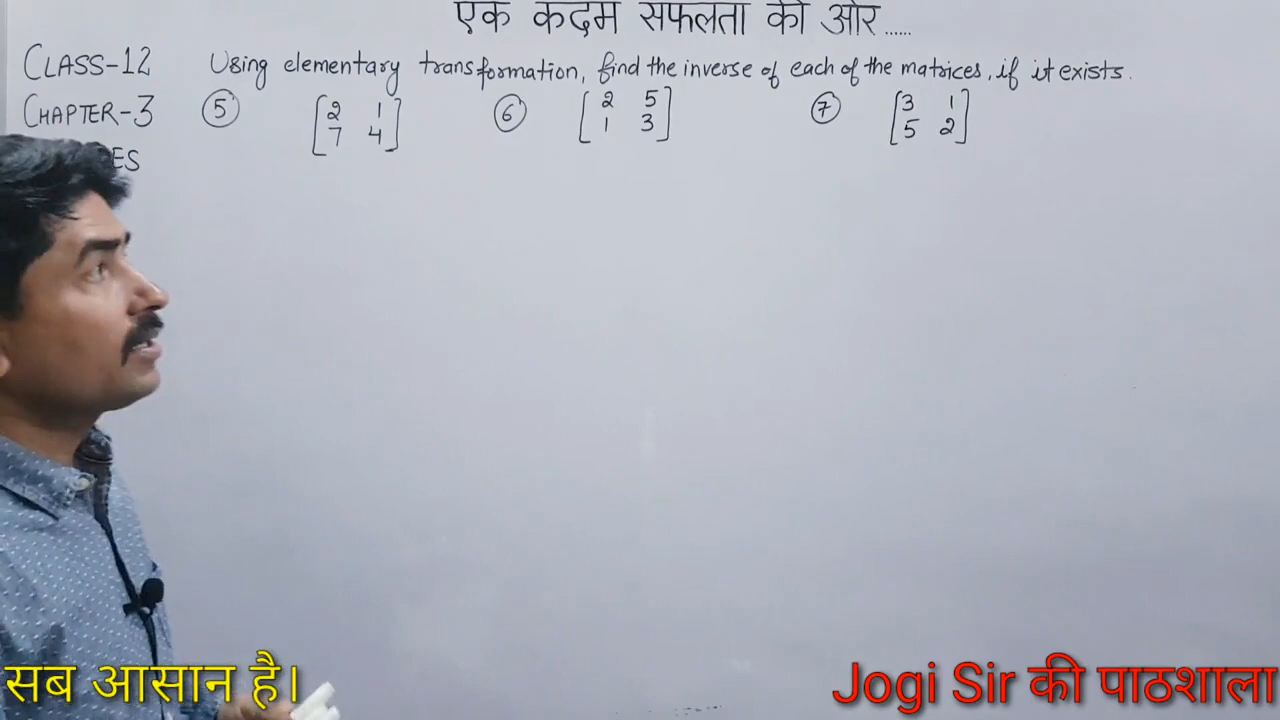 एक कदम सफलता की ओर......
CLASS-12 Using elementary transformation, find the inverse of each of the matrices, if it exists.
CHAPTER-3 ⑤ [2 1 ⑥ [2 5 ⑦ [3 1
7 4] 1 3] 5 2]
ES
सब आसान है।
Jogi Sir की पाठशाला